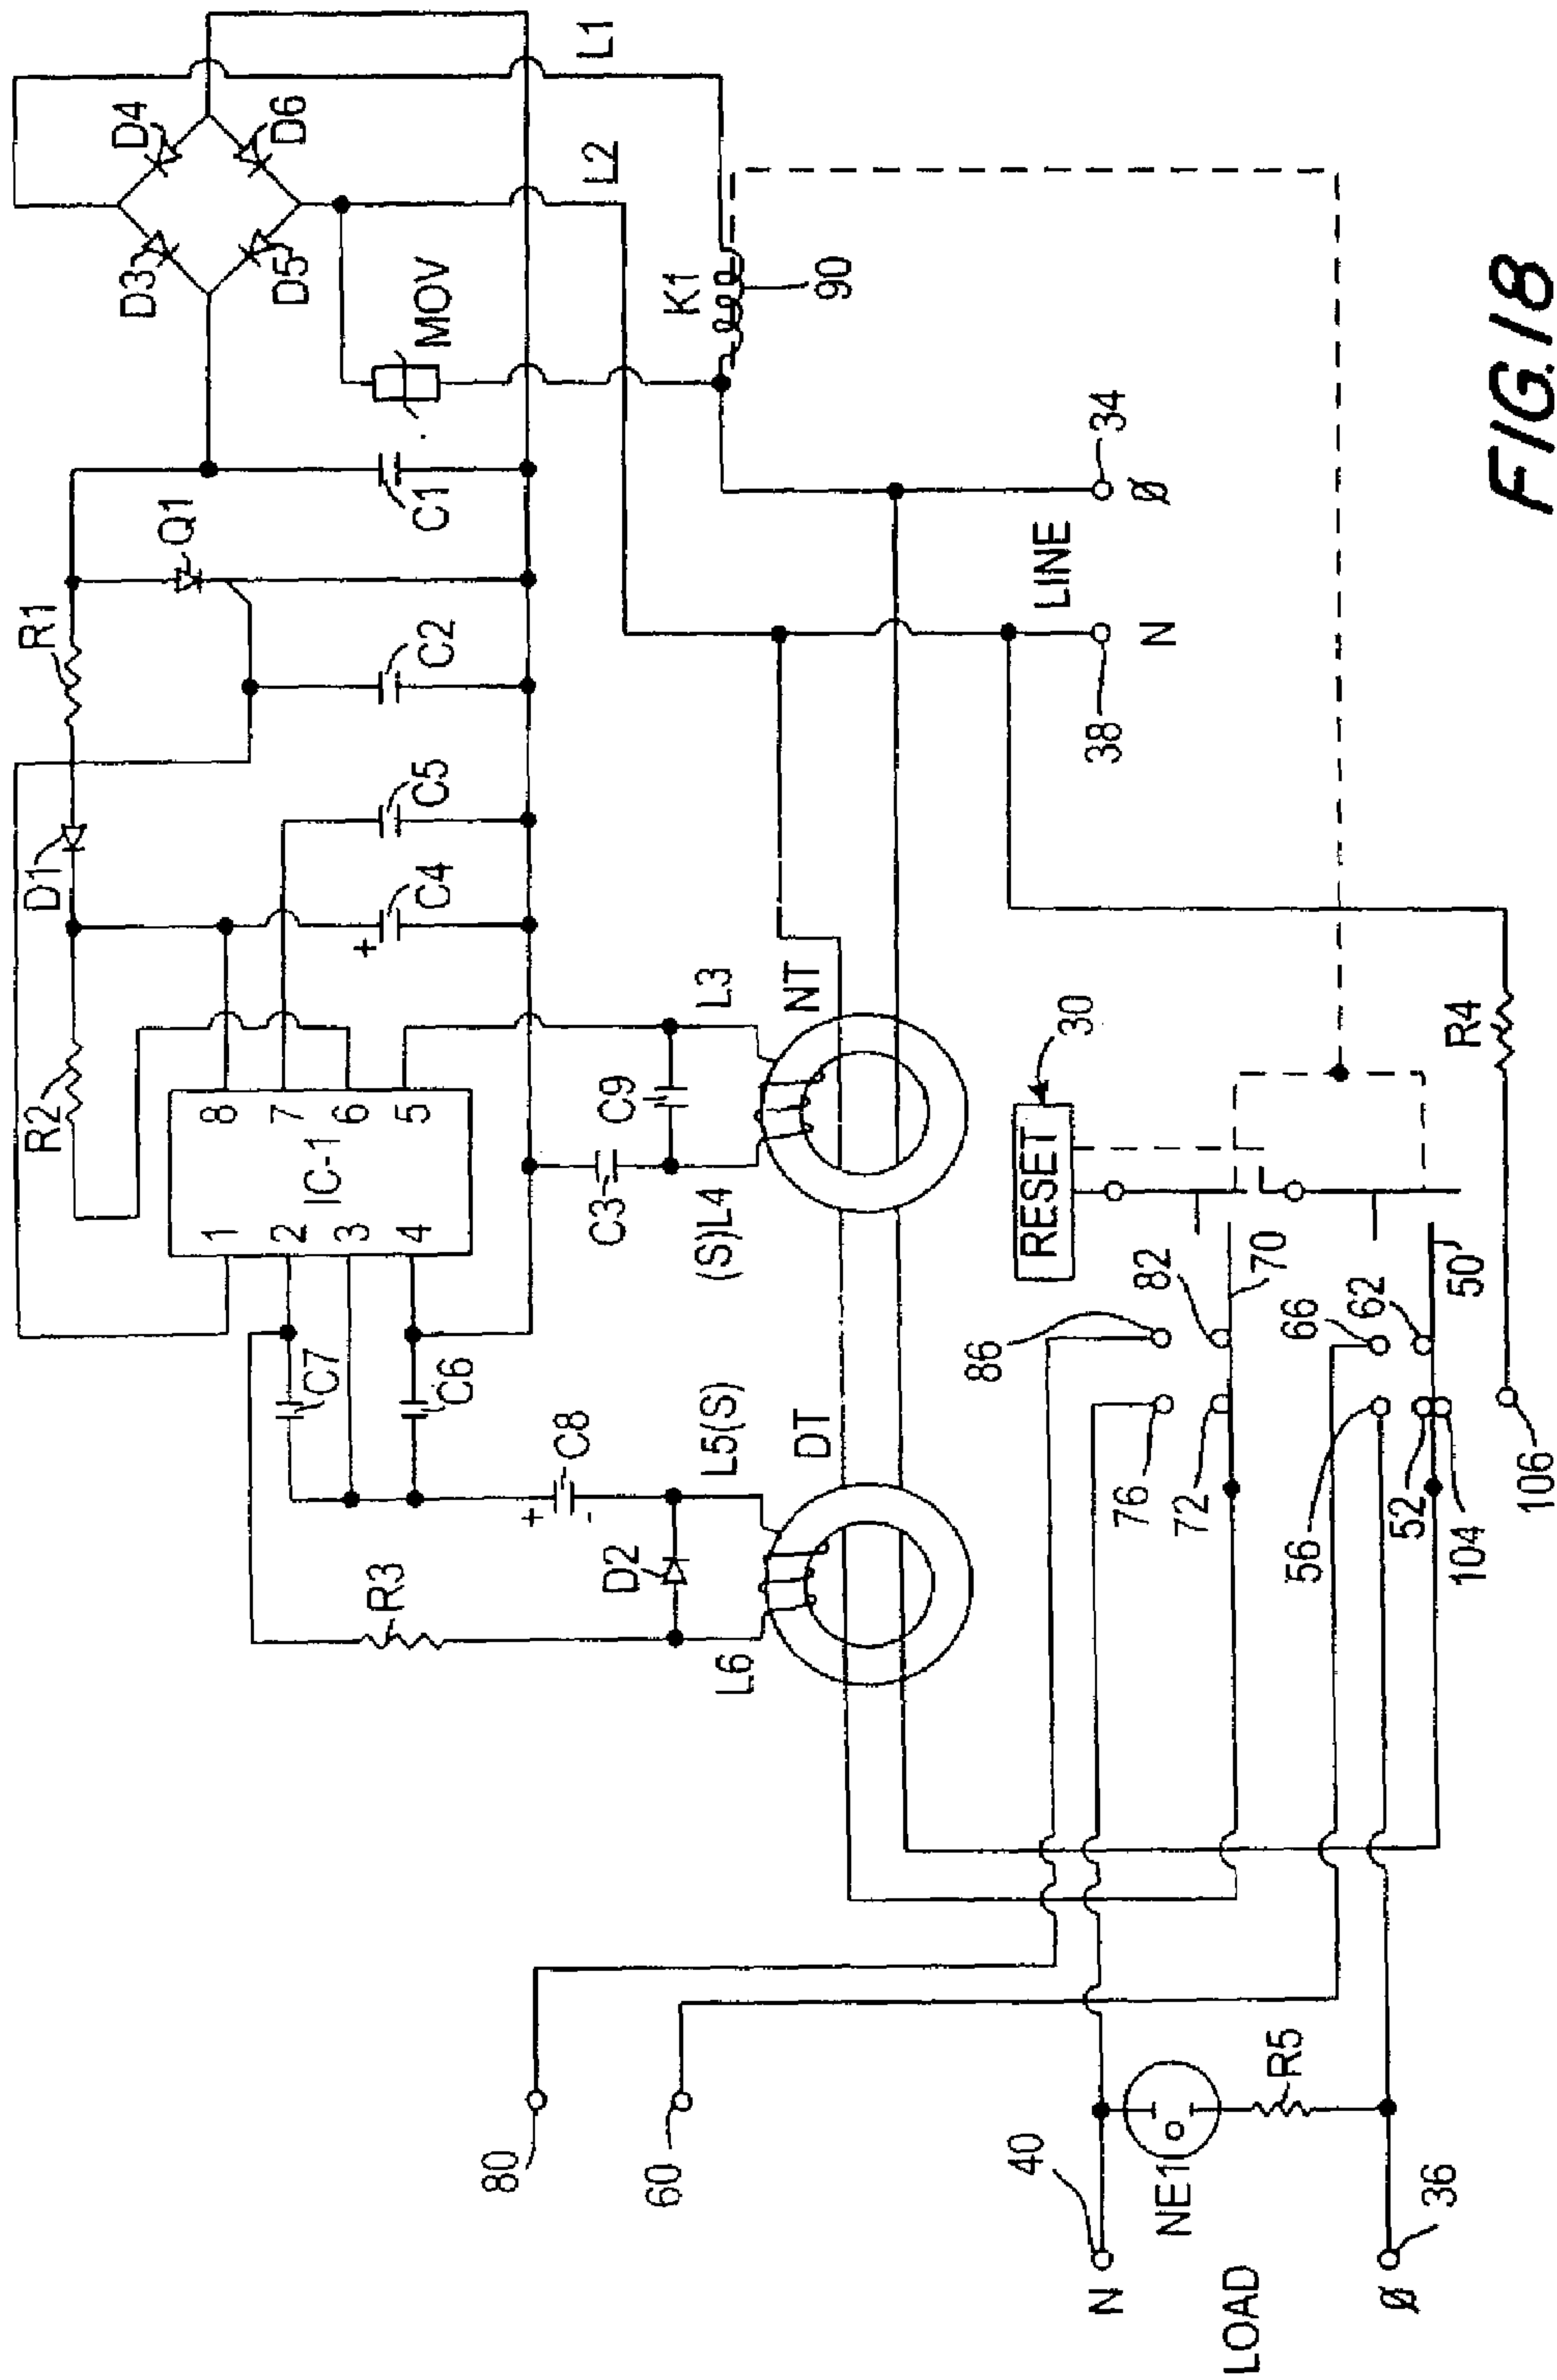 D4
D6
D3
D5
L1
L2
MOV
K1
90
C1
Q1
R1
C2
C5
D1
C4
+
R2
IC-1
8
7
6
5
1
2
3
4
C7
C6
C3
C9
L3
(S)L4
NT
34
Ø
LINE
N
38
RESET
30
R4
R3
D2
C8
+
-
L5(S)
L6
DT
86
82
70
76
72
66
62
50
56
52
104
106
80
60
40
N
NE1
R5
LOAD
Ø
36
FIG.18